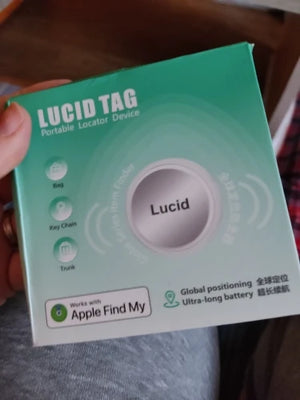 LUCID TAG
Portable Locator Device
Bag
Key Chain
Trunk
Lucid
Works with
Apple Find My
Global positioning 全球定位
Ultra-long battery 超长续航